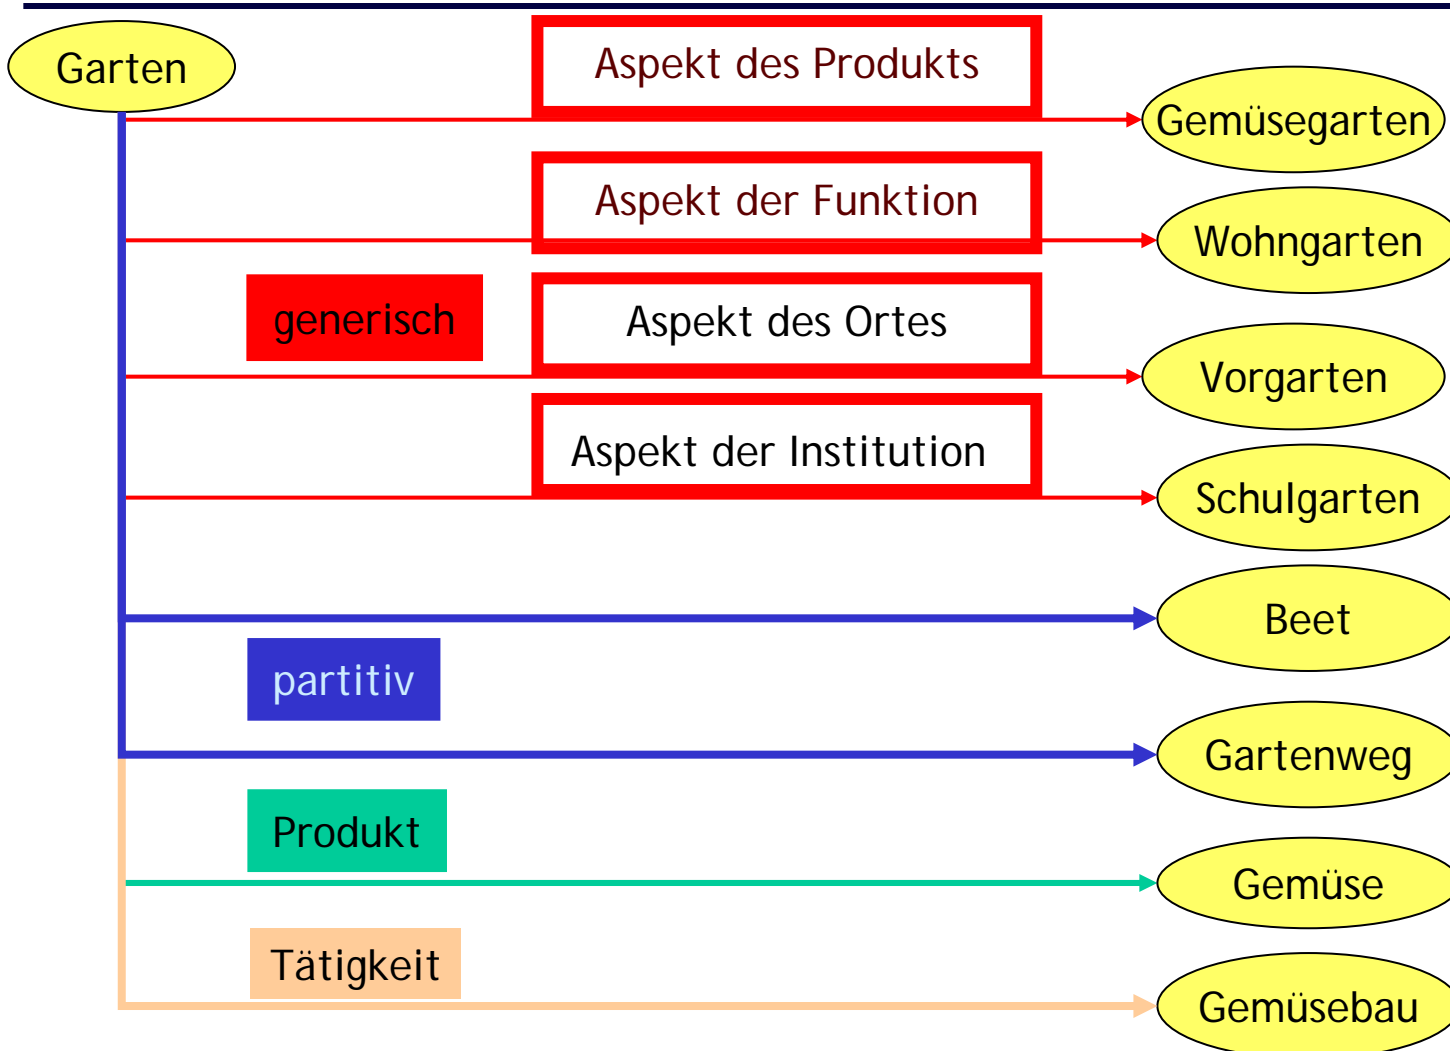 Garten
Aspekt des Produkts
Gemüsegarten
Aspekt der Funktion
Wohngarten
generisch
Aspekt des Ortes
Vorgarten
Aspekt der Institution
Schulgarten
Beet
partitiv
Gartenweg
Produkt
Gemüse
Tätigkeit
Gemüsebau